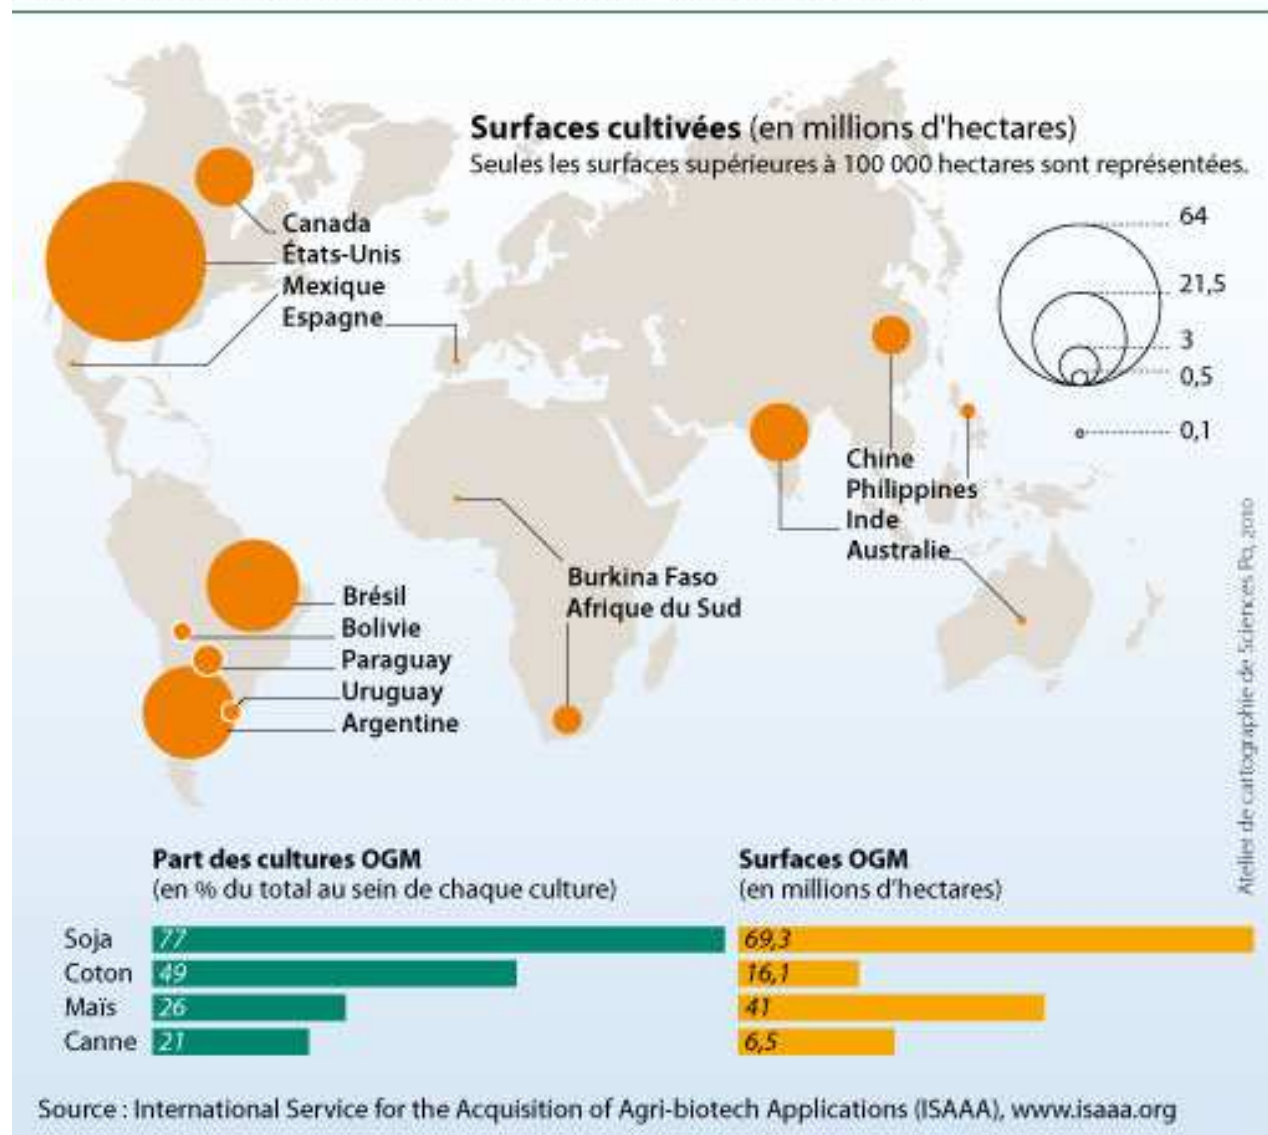 Surfaces cultivées (en millions d'hectares)
Seules les surfaces supérieures à 100 000 hectares sont représentées.
64
21,5
3
0,5
0,1
Canada
États-Unis
Mexique
Espagne
Chine
Philippines
Inde
Australie
Burkina Faso
Afrique du Sud
Brésil
Bolivie
Paraguay
Uruguay
Argentine
Atelier de cartographie de Sciences Po, 2010
Part des cultures OGM
(en % du total au sein de chaque culture)
Soja 77
Coton 49
Maïs 26
Canne 21
Surfaces OGM
(en millions d'hectares)
69,3
16,1
41
6,5
Source : International Service for the Acquisition of Agri-biotech Applications (ISAAA), www.isaaa.org